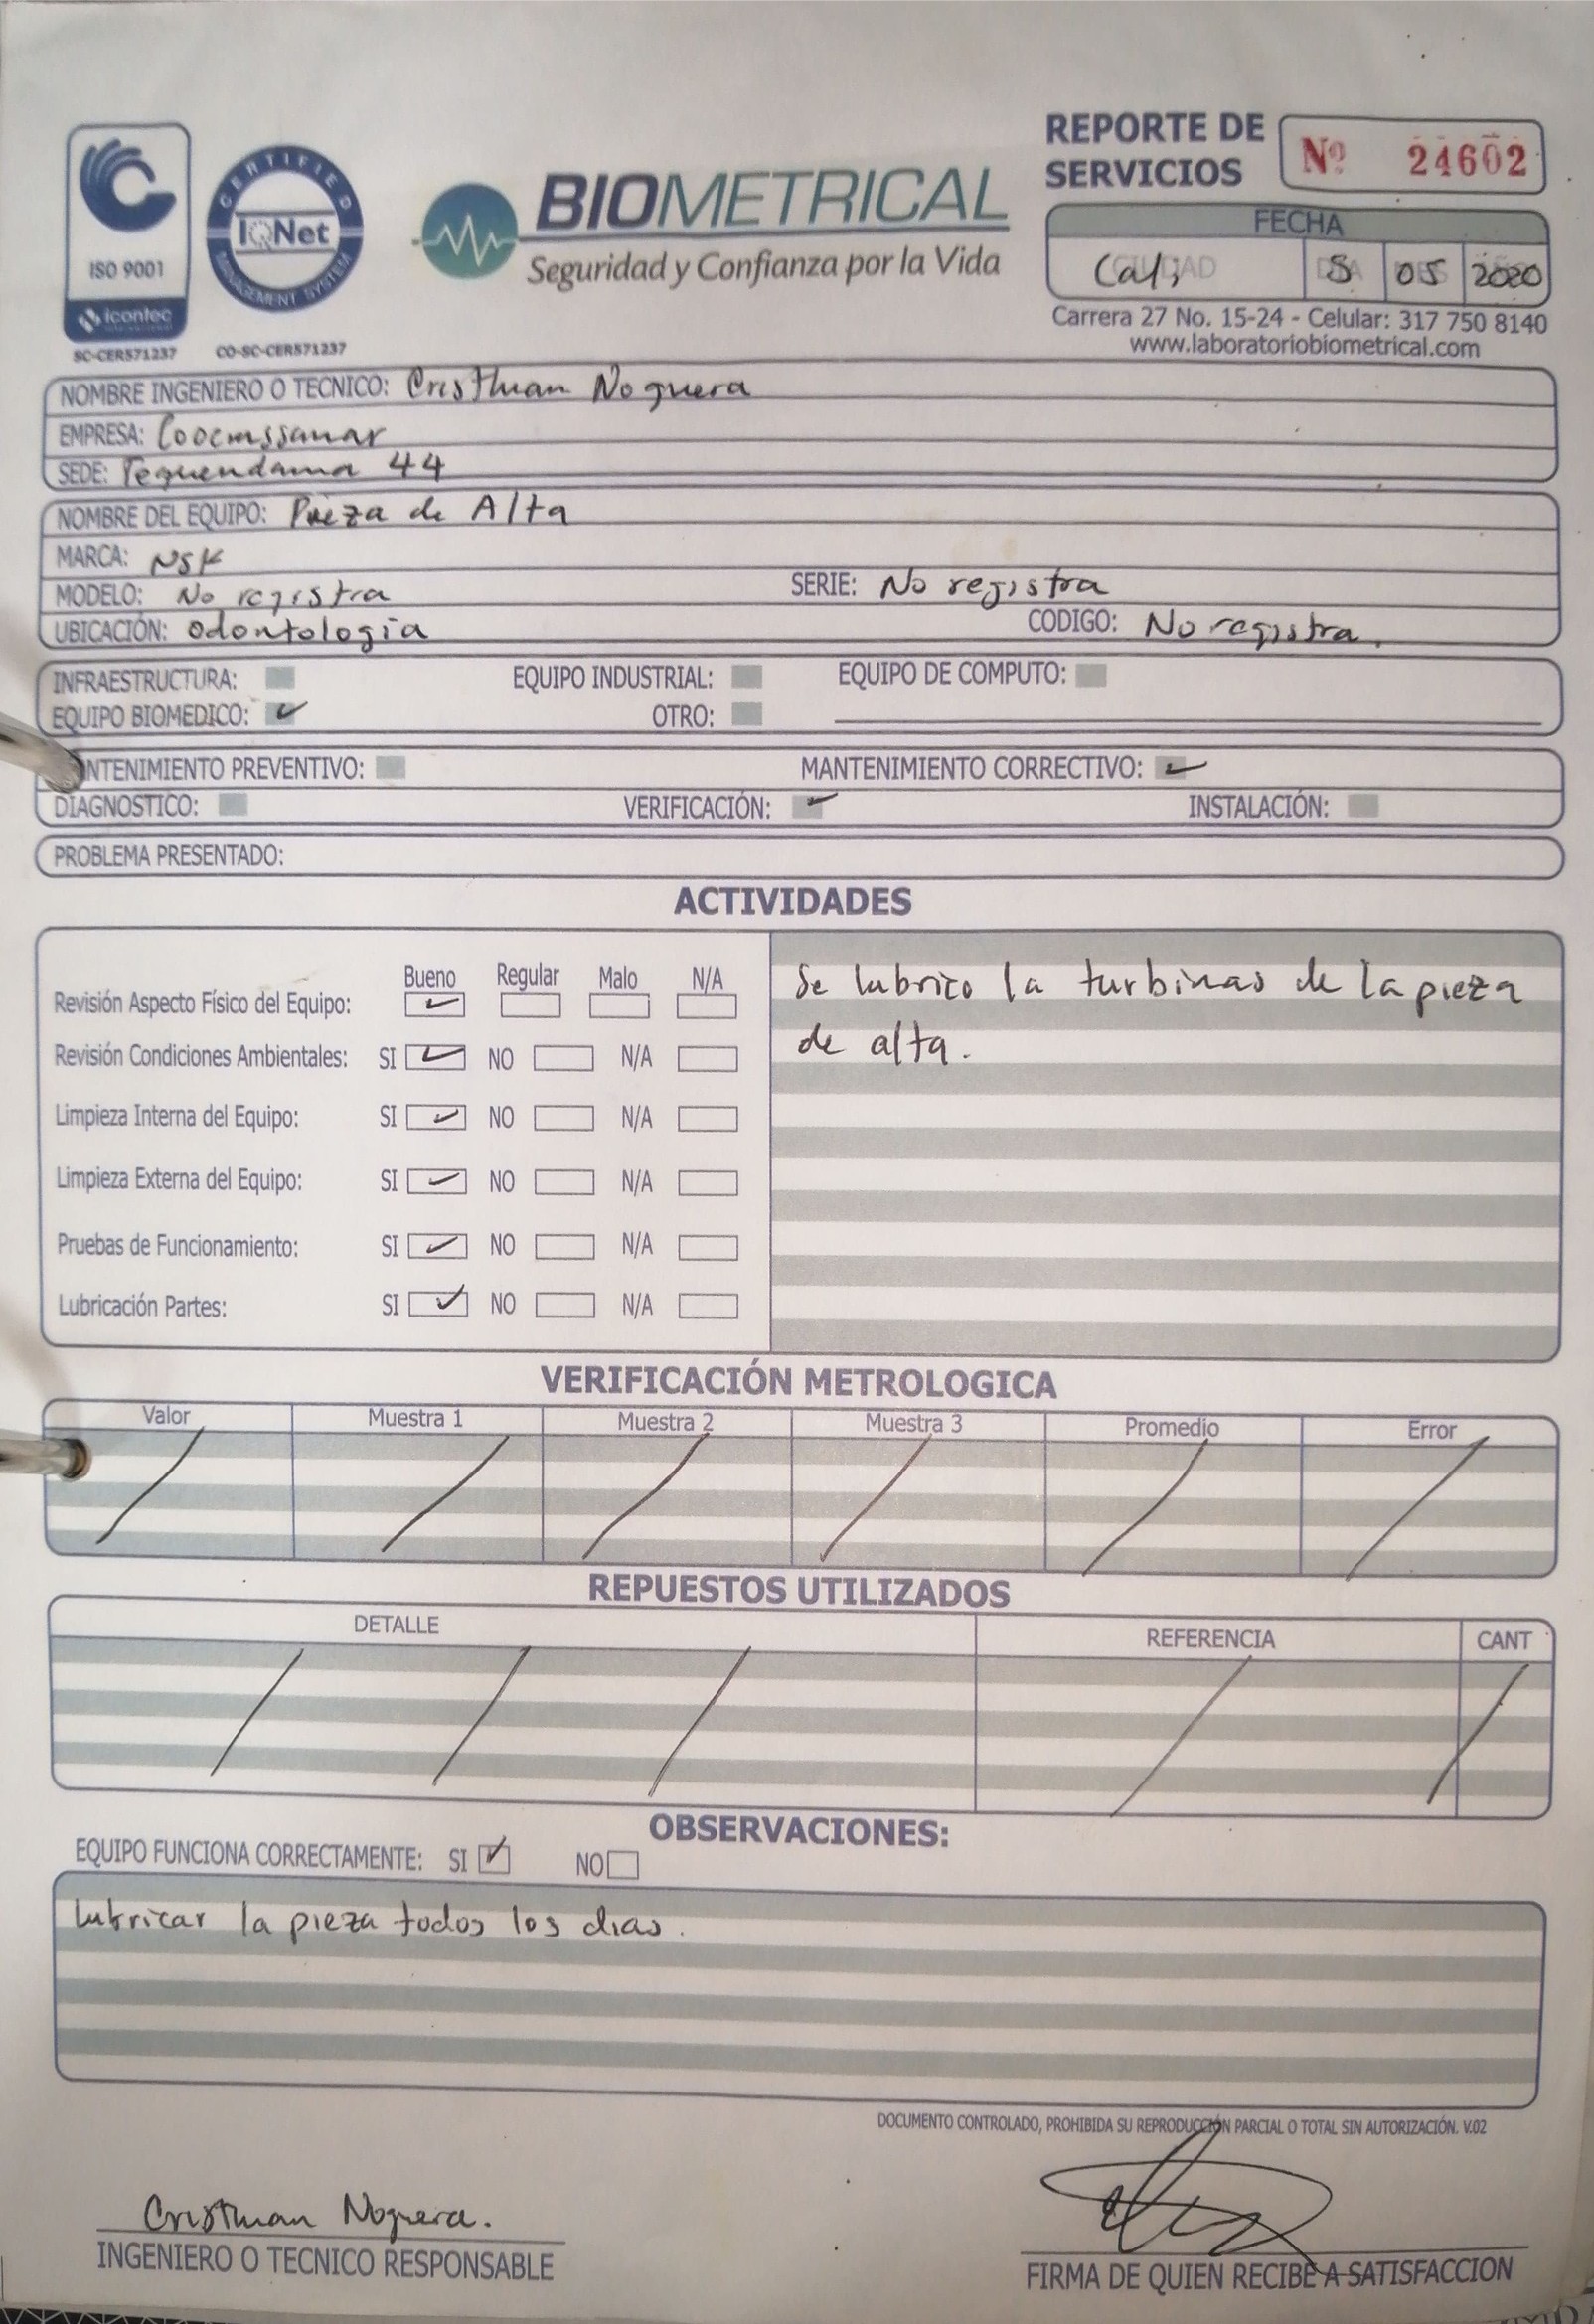 REPORTE DE
SERVICIOS
Nº 24602
ISO 9001
icontec
internacional
SC-CER571237
CERTIFIED
IQNet
MANAGEMENT SYSTEM
CO-SC-CER571237
BIOMETRICAL
Seguridad y Confianza por la Vida
FECHA
Cali 5 05 2020
Carrera 27 No. 15-24 - Celular: 317 750 8140
www.laboratoriobiometrical.com
NOMBRE INGENIERO O TECNICO: Cristhian Noguera
EMPRESA: Cooemssanar
SEDE: Tequendama 44
NOMBRE DEL EQUIPO: Pieza de Alta
MARCA: NSK
MODELO: No registra SERIE: No registra
UBICACIÓN: Odontologia CODIGO: No registra.
INFRAESTRUCTURA: EQUIPO INDUSTRIAL: EQUIPO DE COMPUTO:
EQUIPO BIOMEDICO: ✓ OTRO:
NTENIMIENTO PREVENTIVO: MANTENIMIENTO CORRECTIVO: ✓
DIAGNOSTICO: VERIFICACIÓN: ✓ INSTALACIÓN:
PROBLEMA PRESENTADO:
ACTIVIDADES
Bueno Regular Malo N/A
Revisión Aspecto Físico del Equipo: ✓
Revisión Condiciones Ambientales: SI ✓ NO N/A
Limpieza Interna del Equipo: SI ✓ NO N/A
Limpieza Externa del Equipo: SI ✓ NO N/A
Pruebas de Funcionamiento: SI ✓ NO N/A
Lubricación Partes: SI ✓ NO N/A
Se lubrico la turbinas de la pieza
de alta.
VERIFICACIÓN METROLOGICA
Valor Muestra 1 Muestra 2 Muestra 3 Promedio Error
REPUESTOS UTILIZADOS
DETALLE REFERENCIA CANT
OBSERVACIONES:
EQUIPO FUNCIONA CORRECTAMENTE: SI ✓ NO
lubricar la pieza todos los dias.
DOCUMENTO CONTROLADO, PROHIBIDA SU REPRODUCCIÓN PARCIAL O TOTAL SIN AUTORIZACIÓN. V.02
Cristhian Noguera.
INGENIERO O TECNICO RESPONSABLE
FIRMA DE QUIEN RECIBE A SATISFACCION